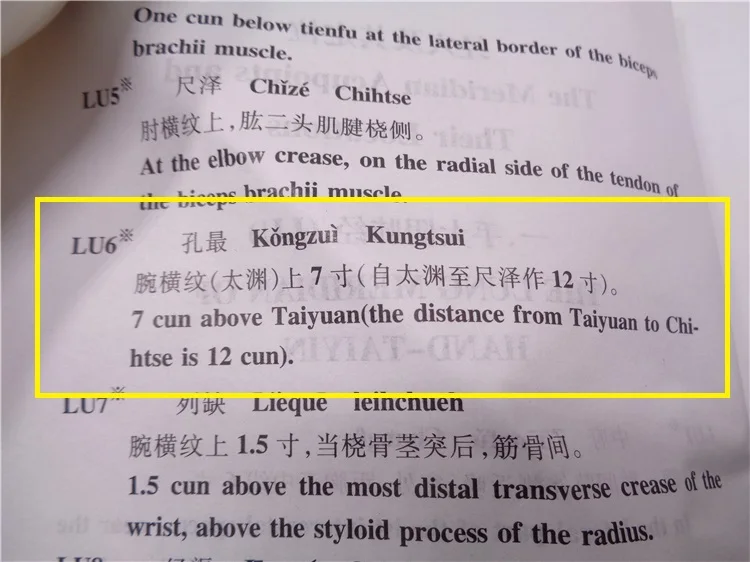 One cun below tienfu at the lateral border of the biceps
brachii muscle.
LU5※ 尺泽 Chǐzé Chihtse
肘横纹上，肱二头肌腱桡侧。
At the elbow crease, on the radial side of the tendon of
the biceps brachii muscle.
LU6※ 孔最 Kǒngzuì Kungtsui
腕横纹(太渊)上 7 寸(自太渊至尺泽作 12 寸)。
7 cun above Taiyuan(the distance from Taiyuan to Chi-
htse is 12 cun).
LU7※ 列缺 Lieque leihchueh
腕横纹上 1.5 寸，当桡骨茎突后，筋骨间。
1.5 cun above the most distal transverse crease of the
wrist, above the styloid process of the radius.